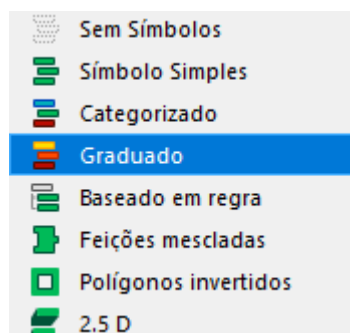 Sem Símbolos
Símbolo Simples
Categorizado
Graduado
Baseado em regra
Feições mescladas
Polígonos invertidos
2.5 D